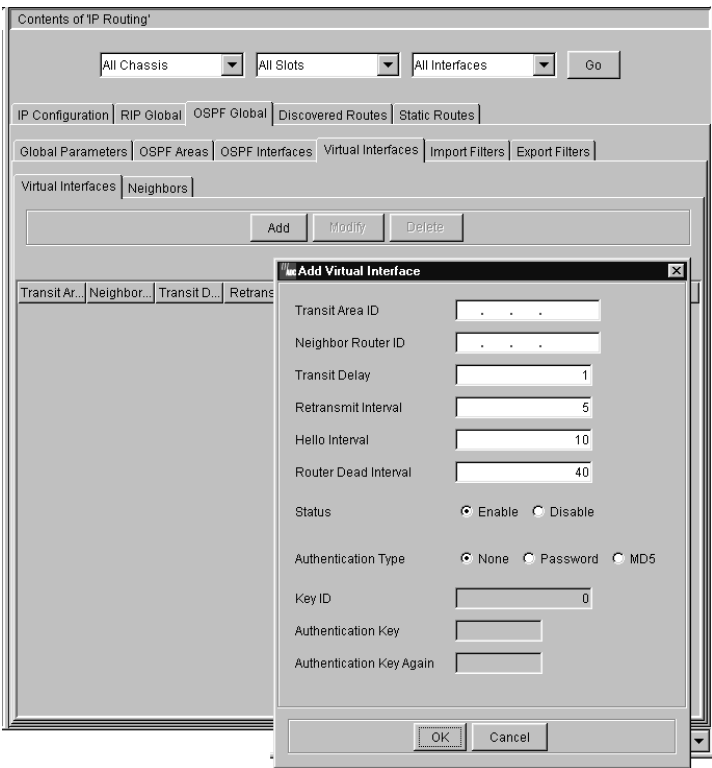 Contents of 'IP Routing'
All Chassis All Slots All Interfaces Go
IP Configuration RIP Global OSPF Global Discovered Routes Static Routes
Global Parameters OSPF Areas OSPF Interfaces Virtual Interfaces Import Filters Export Filters
Virtual Interfaces Neighbors
Add Modify Delete
Transit Ar... Neighbor... Transit D... Retrans
Add Virtual Interface
Transit Area ID . . .
Neighbor Router ID . . .
Transit Delay 1
Retransmit Interval 5
Hello Interval 10
Router Dead Interval 40
Status Enable Disable
Authentication Type None Password MD5
Key ID 0
Authentication Key
Authentication Key Again
OK Cancel